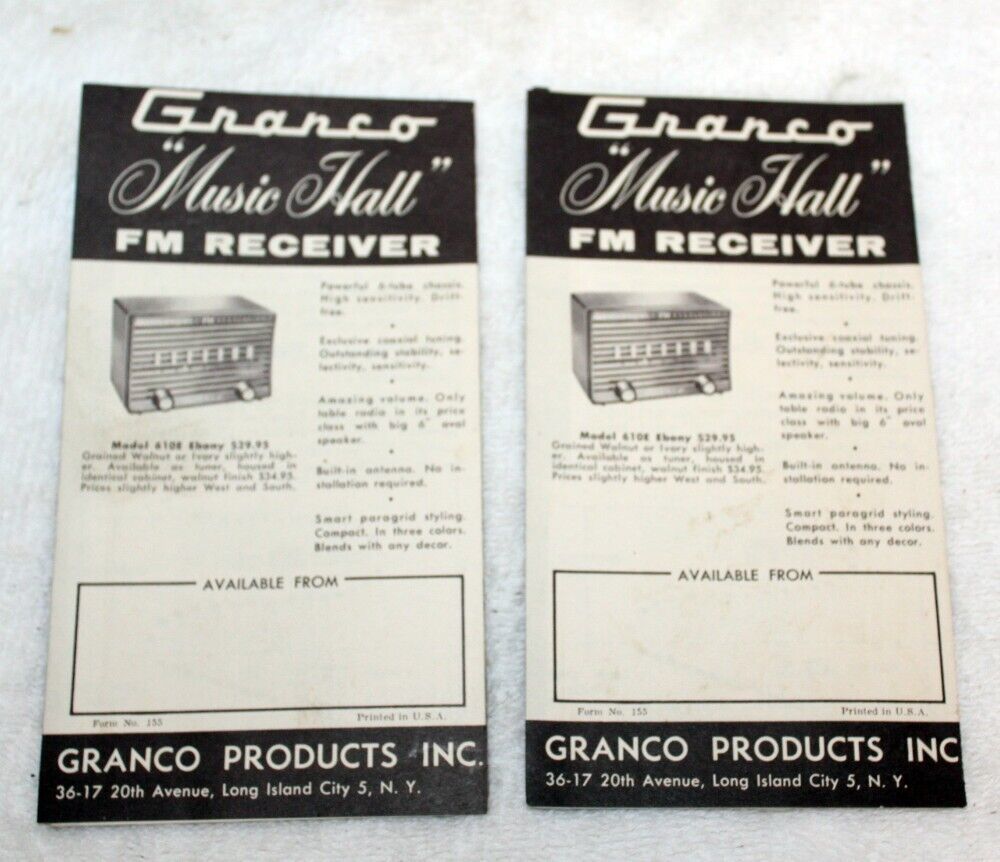 Granco
"Music Hall"
FM RECEIVER
FM
Powerful 6-tube chassis.
High sensitivity. Drift-
free.
•
Exclusive coaxial tuning.
Outstanding stability, se-
lectivity, sensitivity.
•
Amazing volume. Only
table radio in its price
class with big 6" oval
speaker.
•
Built-in antenna. No in-
stallation required.
•
Smart paragrid styling.
Compact. In three colors.
Blends with any decor.
Model 610E Ebony $29.95
Grained Walnut or Ivory slightly high-
er. Available as tuner, housed in
identical cabinet, walnut finish $34.95.
Prices slightly higher West and South.
AVAILABLE FROM
Form No. 155
Printed in U.S.A.
GRANCO PRODUCTS INC.
36-17 20th Avenue, Long Island City 5, N. Y.
Granco
"Music Hall"
FM RECEIVER
FM
Powerful 6-tube chassis.
High sensitivity. Drift-
free.
•
Exclusive coaxial tuning.
Outstanding stability, se-
lectivity, sensitivity.
•
Amazing volume. Only
table radio in its price
class with big 6" oval
speaker.
•
Built-in antenna. No in-
stallation required.
•
Smart paragrid styling.
Compact. In three colors.
Blends with any decor.
Model 610E Ebony $29.95
Grained Walnut or Ivory slightly high-
er. Available as tuner, housed in
identical cabinet, walnut finish $34.95.
Prices slightly higher West and South.
AVAILABLE FROM
Form No. 155
Printed in U.S.A.
GRANCO PRODUCTS INC
36-17 20th Avenue, Long Island City 5, N. Y.